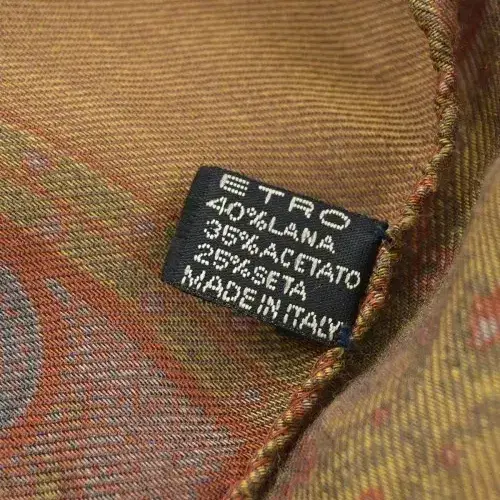 ETRO
40%LANA
35%ACETATO
25%SETA
MADE IN ITALY